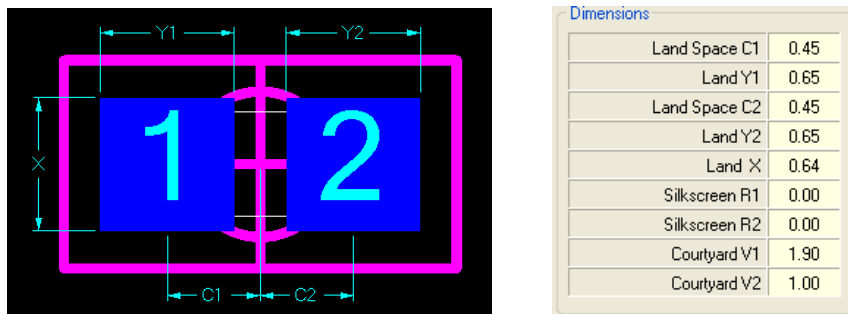 Y1
Y2
X
1
2
C1
C2
Dimensions
Land Space C1 0.45
Land Y1 0.65
Land Space C2 0.45
Land Y2 0.65
Land X 0.64
Silkscreen R1 0.00
Silkscreen R2 0.00
Courtyard V1 1.90
Courtyard V2 1.00